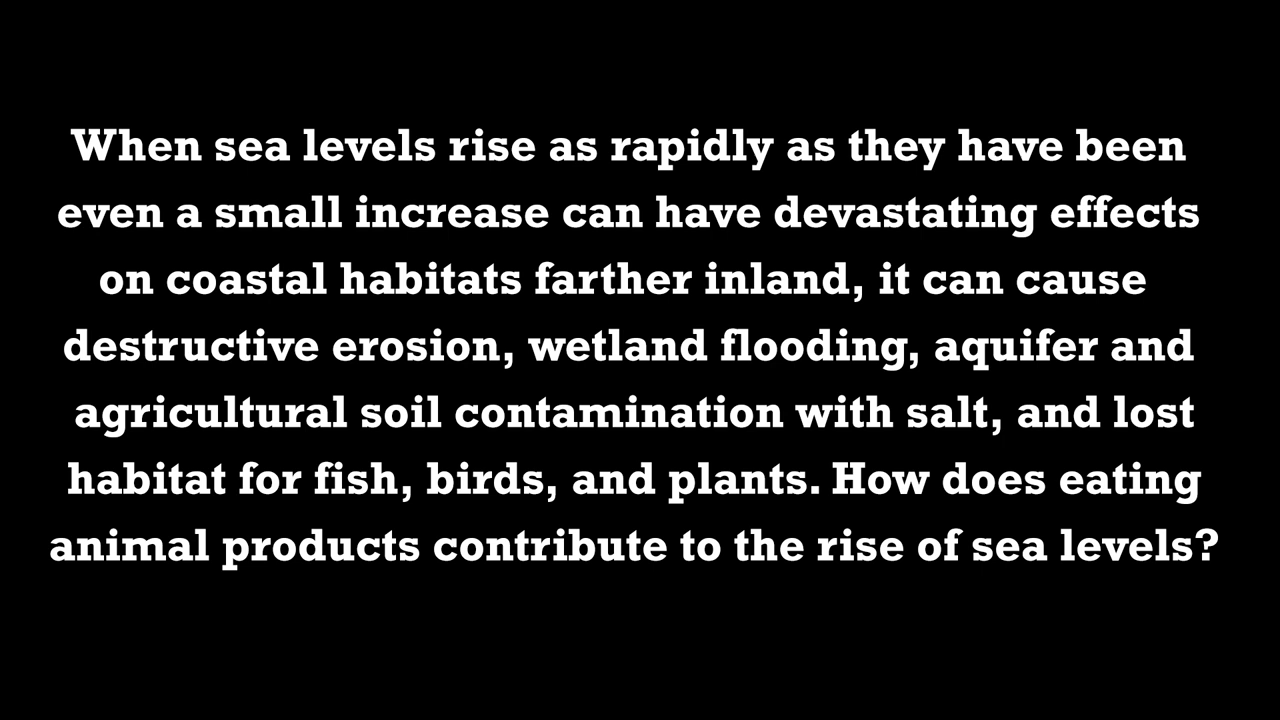 When sea levels rise as rapidly as they have been
even a small increase can have devastating effects
on coastal habitats farther inland, it can cause
destructive erosion, wetland flooding, aquifer and
agricultural soil contamination with salt, and lost
habitat for fish, birds, and plants. How does eating
animal products contribute to the rise of sea levels?